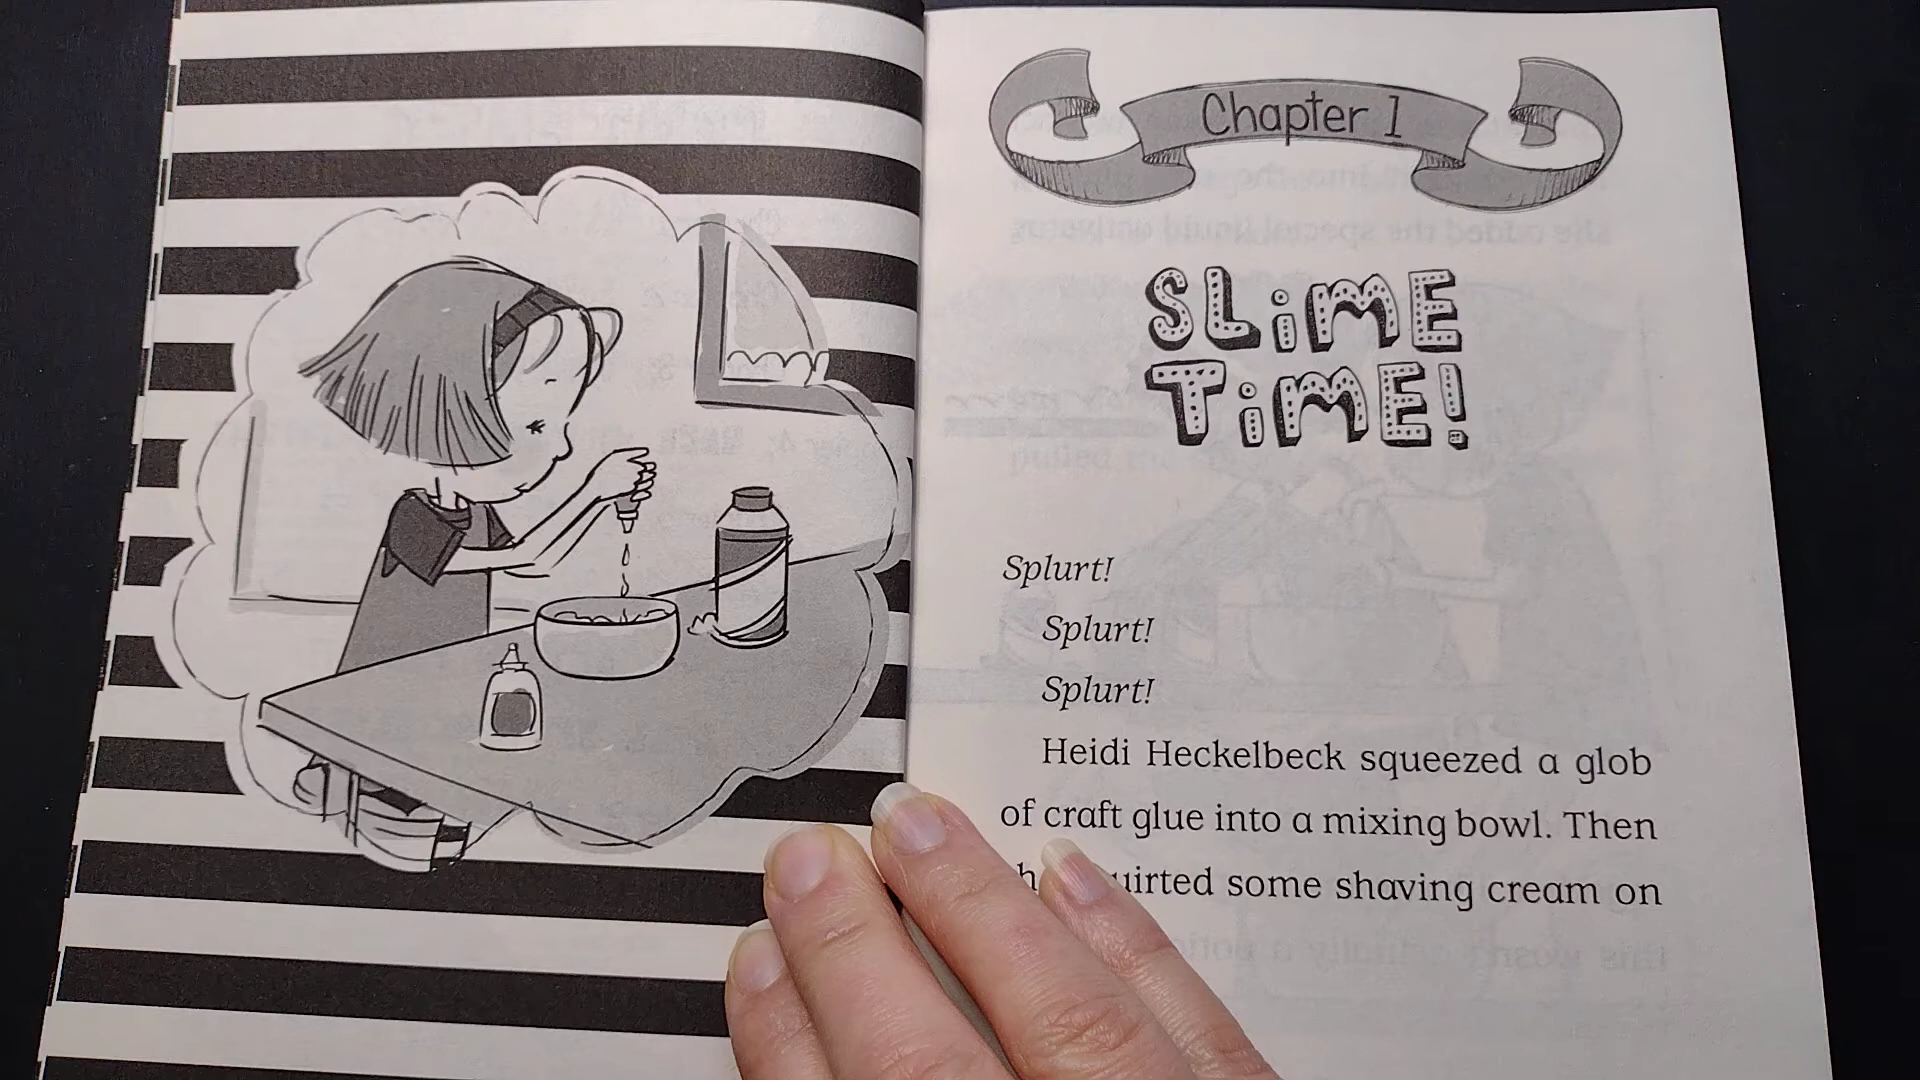 Chapter 1
SLiME
TiME!
Splurt!
Splurt!
Splurt!
Heidi Heckelbeck squeezed a glob
of craft glue into a mixing bowl. Then
some shaving cream on